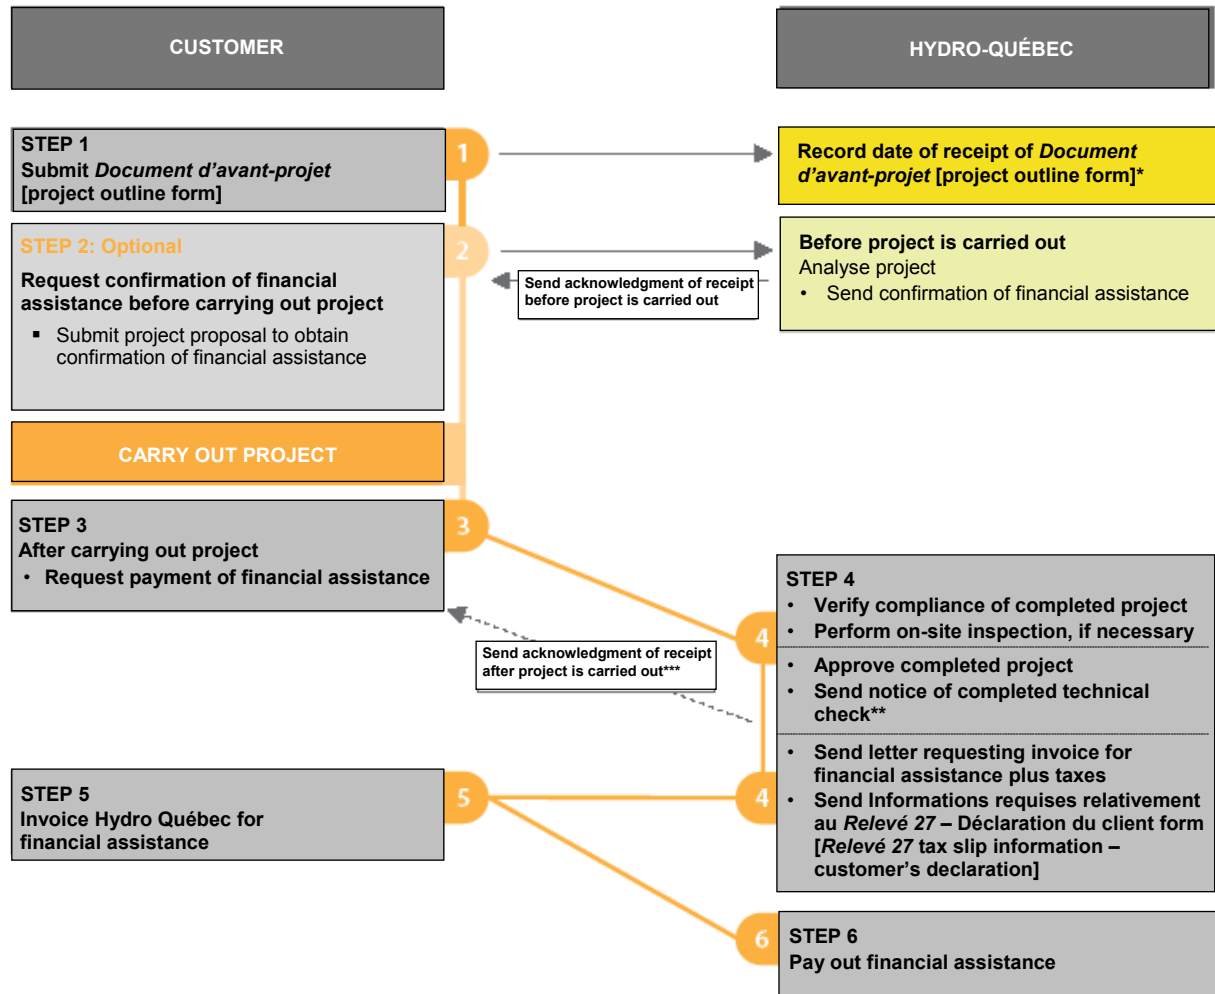 CUSTOMER
HYDRO-QUÉBEC
STEP 1
Submit Document d'avant-projet
[project outline form]
1
Record date of receipt of Document
d'avant-projet [project outline form]*
STEP 2: Optional
Request confirmation of financial
assistance before carrying out project
▪ Submit project proposal to obtain
confirmation of financial assistance
2
Send acknowledgment of receipt
before project is carried out
Before project is carried out
Analyse project
• Send confirmation of financial assistance
CARRY OUT PROJECT
STEP 3
After carrying out project
• Request payment of financial assistance
3
Send acknowledgment of receipt
after project is carried out***
4
STEP 4
• Verify compliance of completed project
• Perform on-site inspection, if necessary
• Approve completed project
• Send notice of completed technical
check**
• Send letter requesting invoice for
financial assistance plus taxes
• Send Informations requises relativement
au Relevé 27 – Déclaration du client form
[Relevé 27 tax slip information –
customer's declaration]
4
STEP 5
Invoice Hydro Québec for
financial assistance
5
6
STEP 6
Pay out financial assistance